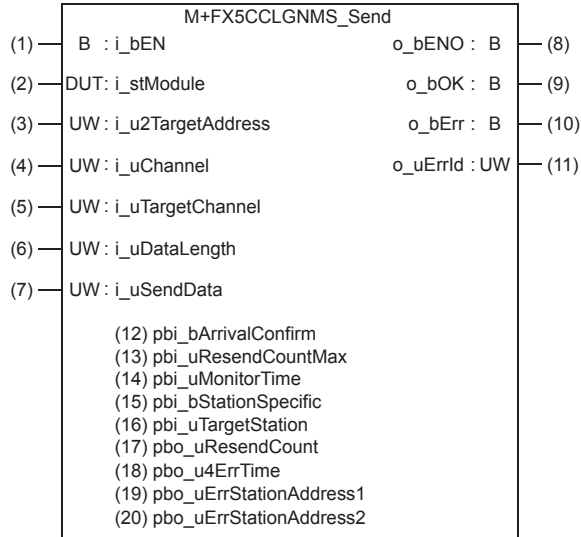 M+FX5CCLGNMS_Send
(1) B : i_bEN o_bENO : B (8)
(2) DUT: i_stModule o_bOK : B (9)
(3) UW : i_u2TargetAddress o_bErr : B (10)
(4) UW : i_uChannel o_uErrId : UW (11)
(5) UW : i_uTargetChannel
(6) UW : i_uDataLength
(7) UW : i_uSendData
(12) pbi_bArrivalConfirm
(13) pbi_uResendCountMax
(14) pbi_uMonitorTime
(15) pbi_bStationSpecific
(16) pbi_uTargetStation
(17) pbo_uResendCount
(18) pbo_u4ErrTime
(19) pbo_uErrStationAddress1
(20) pbo_uErrStationAddress2